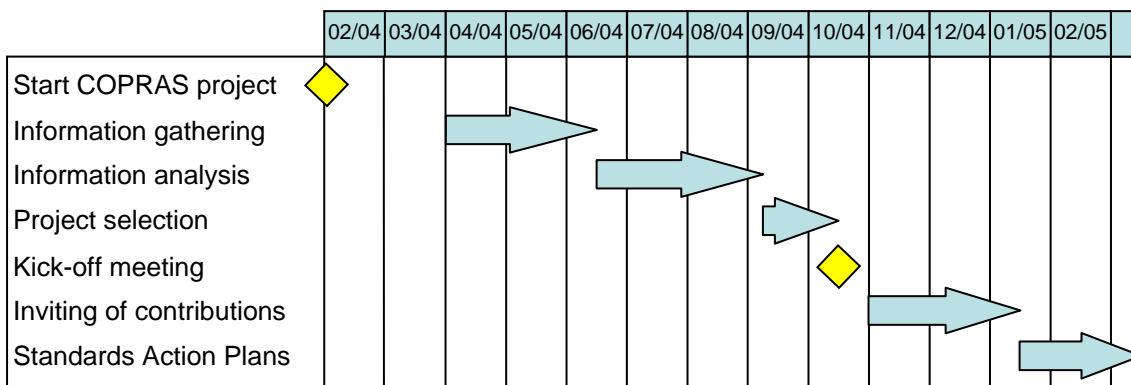 02/04 03/04 04/04 05/04 06/04 07/04 08/04 09/04 10/04 11/04 12/04 01/05 02/05
Start COPRAS project
Information gathering
Information analysis
Project selection
Kick-off meeting
Inviting of contributions
Standards Action Plans